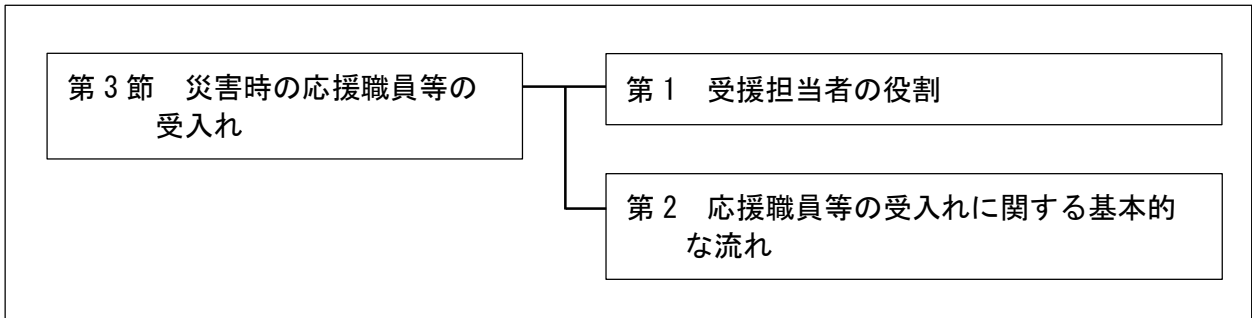 第3節　災害時の応援職員等の
受入れ
第1　受援担当者の役割
第2　応援職員等の受入れに関する基本的
な流れ